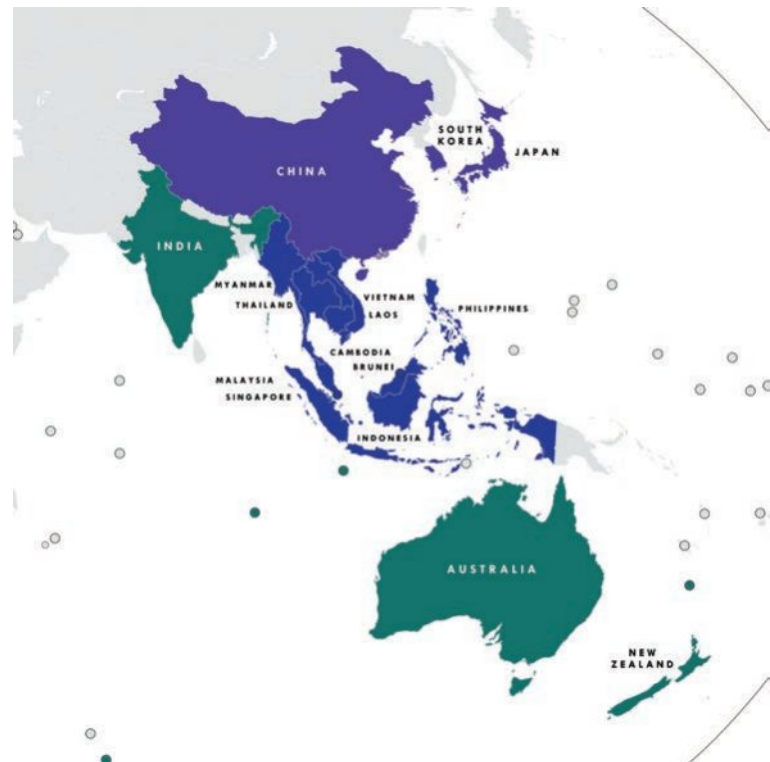 SOUTH
KOREA
JAPAN
CHINA
INDIA
MYANMAR
THAILAND
VIETNAM
LAOS
PHILIPPINES
CAMBODIA
BRUNEI
MALAYSIA
SINGAPORE
INDONESIA
AUSTRALIA
NEW
ZEALAND